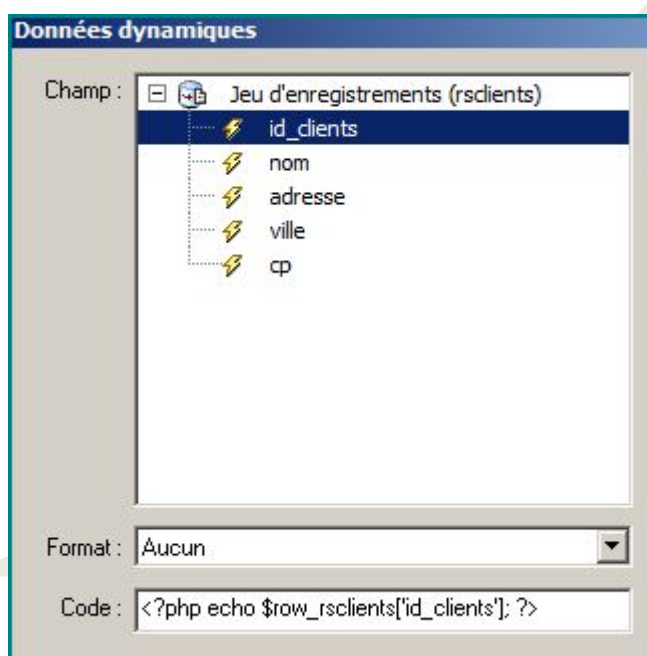 Données dynamiques
Champ :
Jeu d'enregistrements (rsclients)
id_clients
nom
adresse
ville
cp
Format : Aucun
Code : <?php echo $row_rsclients['id_clients']; ?>